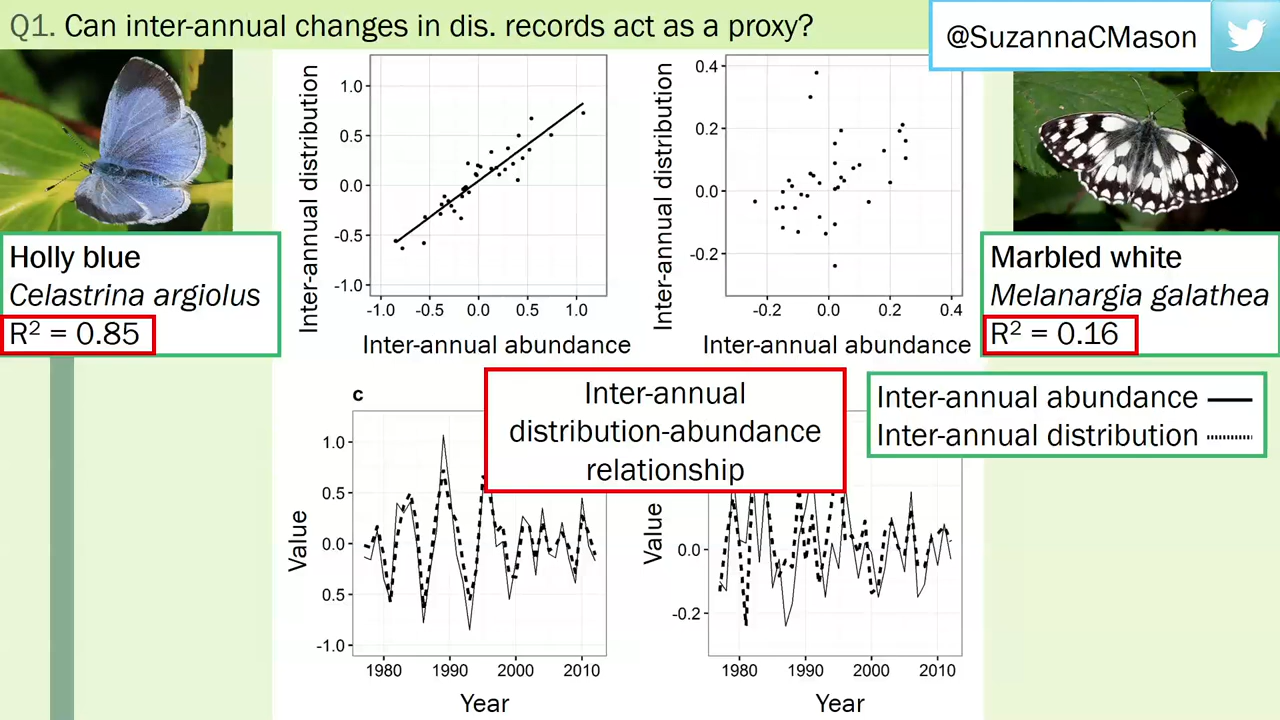 Q1. Can inter-annual changes in dis. records act as a proxy?
@SuzannaCMason
Holly blue
Celastrina argiolus
R² = 0.85
Inter-annual distribution
1.0
0.5
0.0
-0.5
-1.0
-1.0 -0.5 0.0 0.5 1.0
Inter-annual abundance
Inter-annual distribution
0.4
0.2
0.0
-0.2
-0.2 0.0 0.2 0.4
Inter-annual abundance
Marbled white
Melanargia galathea
R² = 0.16
Inter-annual
distribution-abundance
relationship
Inter-annual abundance
Inter-annual distribution
c
Value
1.0
0.5
0.0
0.5
-1.0
1980 1990 2000 2010
Year
Value
0.0
-0.2
1980 1990 2000 2010
Year